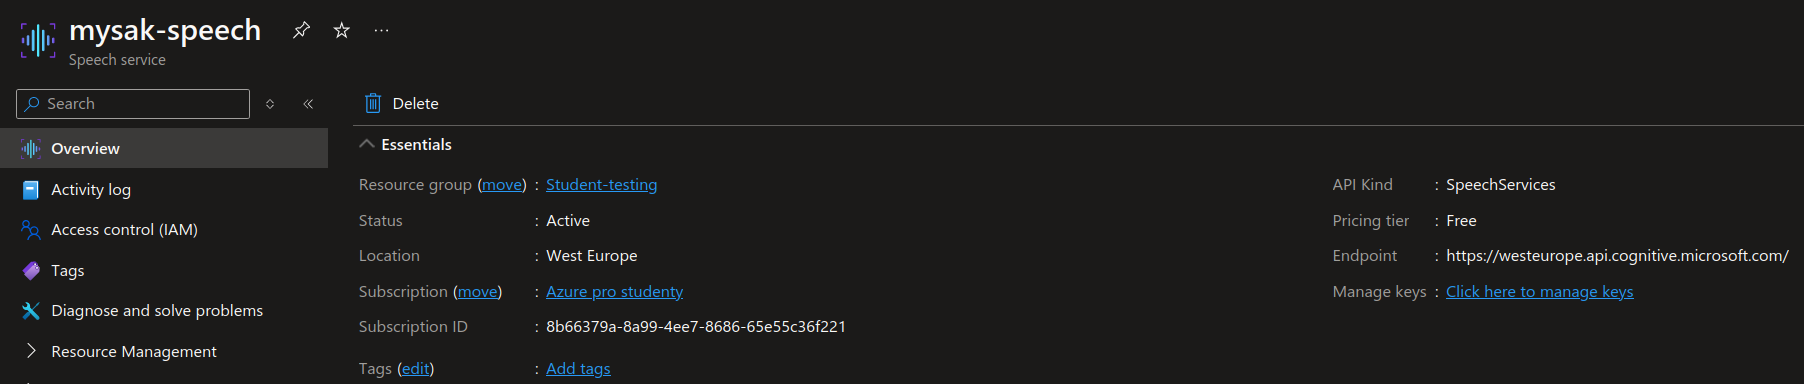 mysak-speech
Speech service
Search
Overview
Activity log
Access control (IAM)
Tags
Diagnose and solve problems
Resource Management
Delete
Essentials
Resource group (move) : Student-testing
Status : Active
Location : West Europe
Subscription (move) : Azure pro studenty
Subscription ID : 8b66379a-8a99-4ee7-8686-65e55c36f221
Tags (edit) : Add tags
API Kind : SpeechServices
Pricing tier : Free
Endpoint : https://westeurope.api.cognitive.microsoft.com/
Manage keys : Click here to manage keys